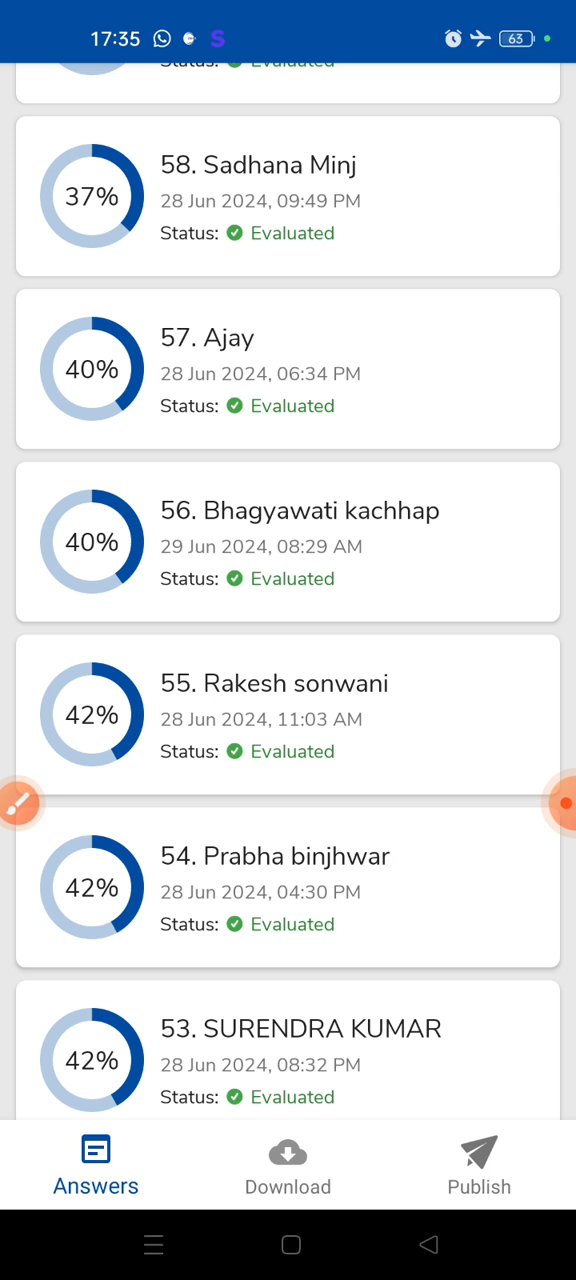 17:35 S 63
Status: Evaluated
37%
58. Sadhana Minj
28 Jun 2024, 09:49 PM
Status: Evaluated
40%
57. Ajay
28 Jun 2024, 06:34 PM
Status: Evaluated
40%
56. Bhagyawati kachhap
29 Jun 2024, 08:29 AM
Status: Evaluated
42%
55. Rakesh sonwani
28 Jun 2024, 11:03 AM
Status: Evaluated
42%
54. Prabha binjhwar
28 Jun 2024, 04:30 PM
Status: Evaluated
42%
53. SURENDRA KUMAR
28 Jun 2024, 08:32 PM
Status: Evaluated
Answers Download Publish